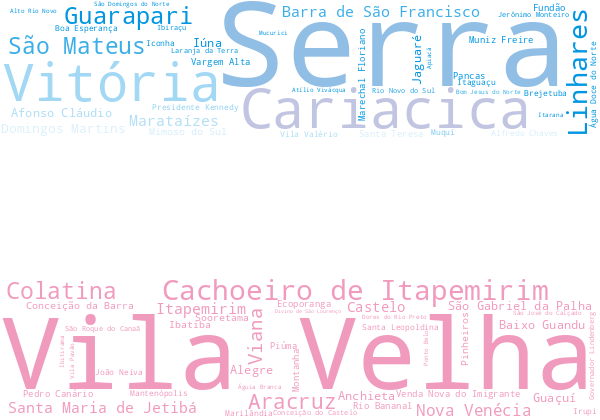 São Domingos do Norte
Alto Rio Novo
Guarapari
Boa Esperança
Ibiraçu
São Mateus
Iconha
Iúna
Laranja da Terra
Vargem Alta
Vitória
Serra
Mucurici
Barra de São Francisco
Fundão
Jerônimo Monteiro
Muniz Freire
Marechal Floriano
Jaguaré
Apiacá
Pancas
Itaguaçu
Bom Jesus do Norte
Brejetuba
Linhares
Água Doce do Norte
Atílio Vivácqua
Rio Novo do Sul
Cariacica
Presidente Kennedy
Afonso Cláudio
Marataízes
Domingos Martins
Mimoso do Sul
Vila Valério
Santa Teresa
Muqui
Itarana
Alfredo Chaves
Colatina
Cachoeiro de Itapemirim
Conceição da Barra
Itapemirim
Ecoporanga
Divino de São Lourenço
Castelo
São Gabriel da Palha
São José do Calçado
Sooretama
Ibatiba
São Roque do Canaã
Dores do Rio Preto
Santa Leopoldina
Baixo Guandu
Governador Lindenberg
Vila Velha
Ibitirama
Vila Pavão
Viana
Piúma
Montanha
Ponto Belo
Pinheiros
João Neiva
Alegre
Águia Branca
Pedro Canário
Mantenópolis
Anchieta
Venda Nova do Imigrante
Guaçuí
Aracruz
Rio Bananal
Santa Maria de Jetibá
Marilândia
Conceição do Castelo
Nova Venécia
Irupi